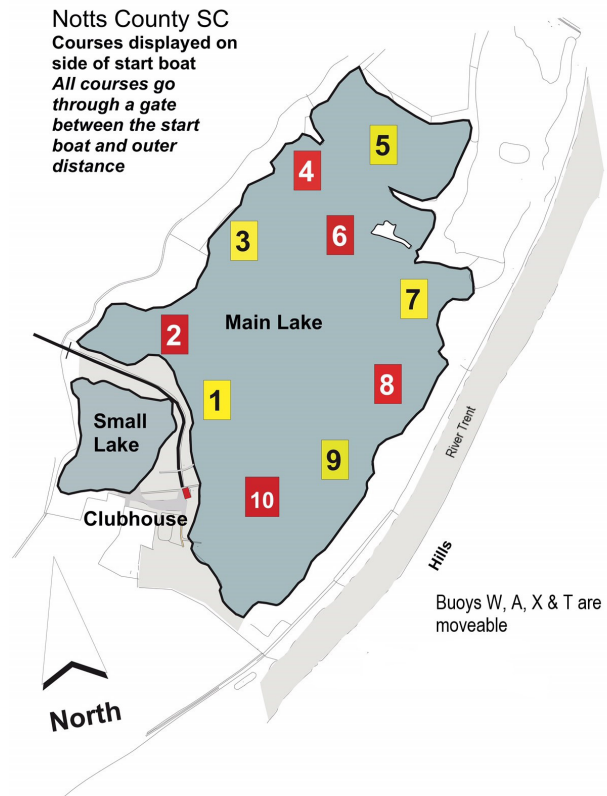 Notts County SC
Courses displayed on
side of start boat
All courses go
through a gate
between the start
boat and outer
distance
5
4
6
3
7
Main Lake
2
8
1
Small
Lake
River Trent
9
10
Clubhouse
Hills
Buoys W, A, X & T are
moveable
North